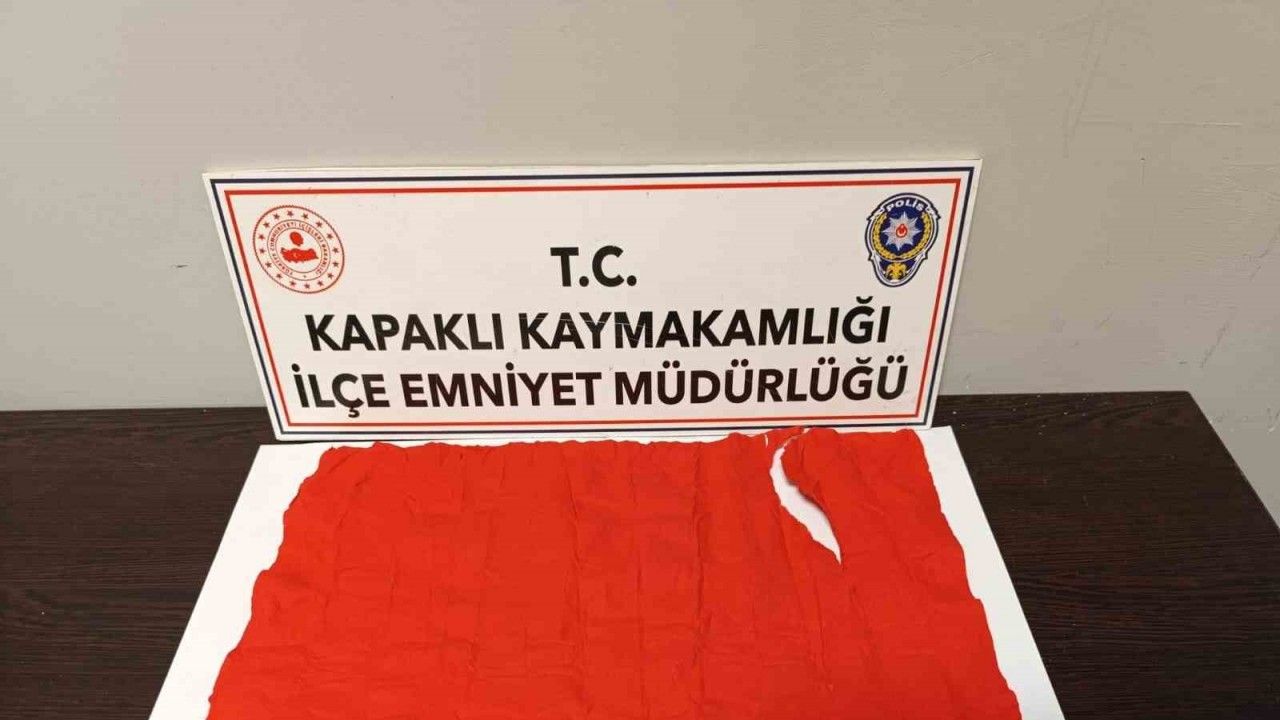 POLİS
T.C.
KAPAKLI KAYMAKAMLIĞI
İLÇE EMNİYET MÜDÜRLÜĞÜ